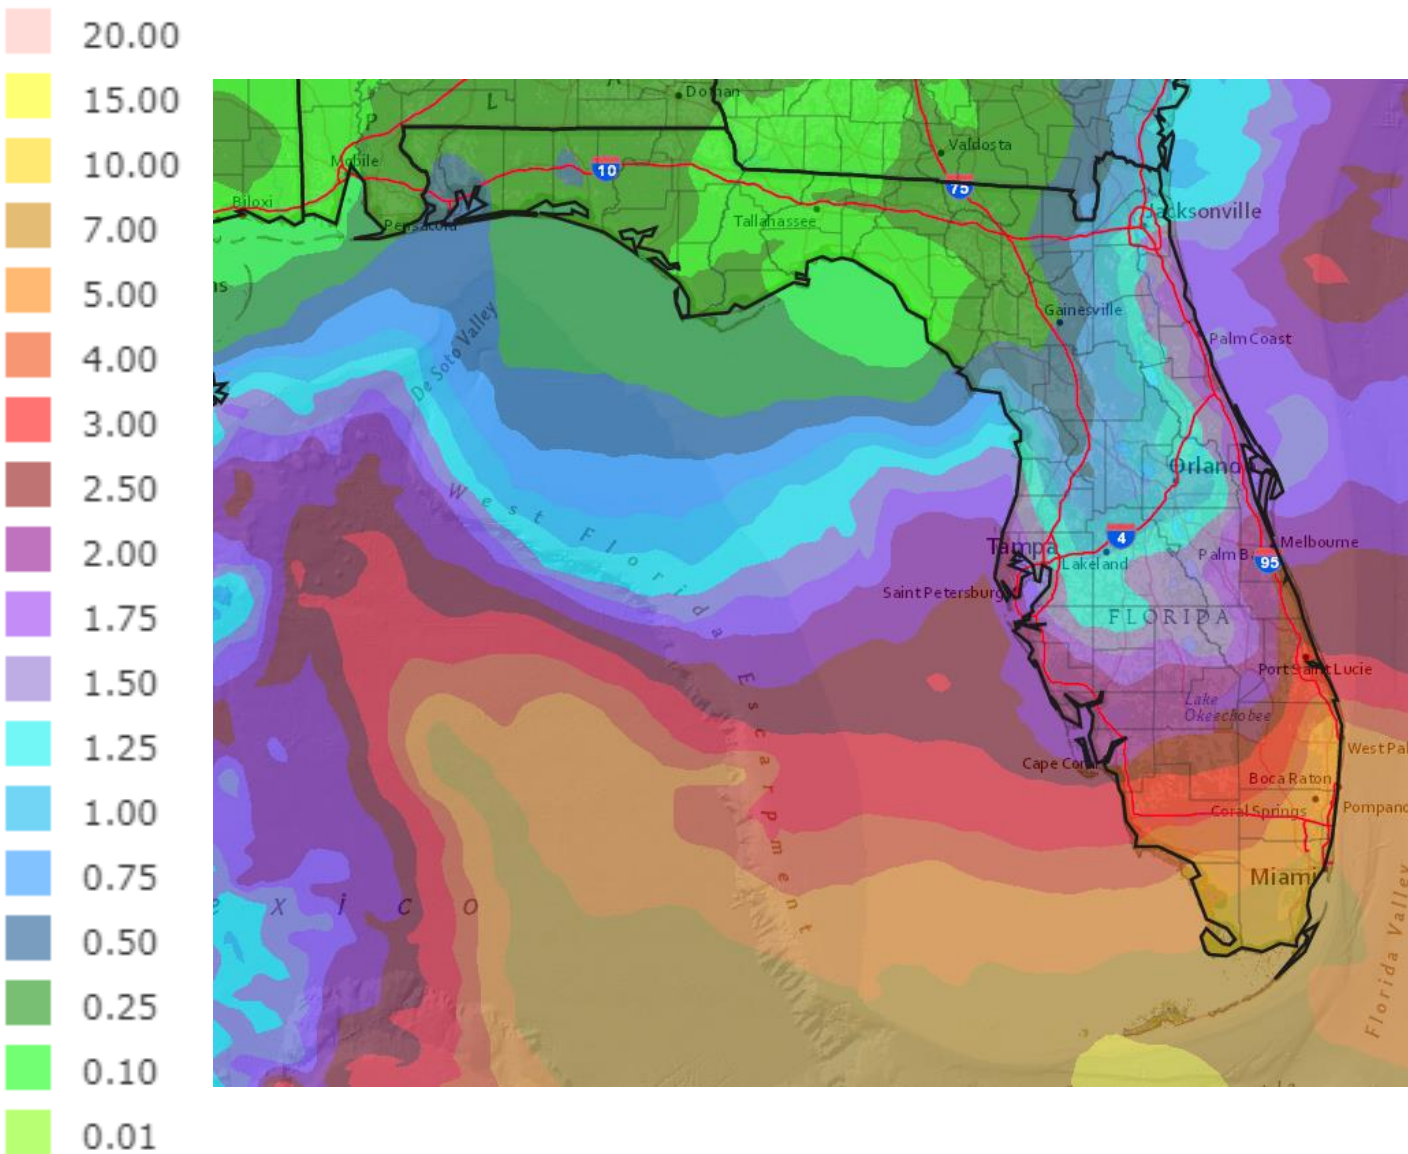 20.00
15.00
10.00
7.00
5.00
4.00
3.00
2.50
2.00
1.75
1.50
1.25
1.00
0.75
0.50
0.25
0.10
0.01
L
Dothan
P
Mobile
10
Valdosta
75
Biloxi
Pensacola
Tallahassee
Jacksonville
Gainesville
De Soto Valley
Palm Coast
Orlando
West Florida Escarpment
4
Tampa
Lakeland
Melbourne
Palm B
95
Saint Petersburg
FLORIDA
Port Saint Lucie
Lake
Okeechobee
West Pal
Cape Coral
Boca Raton
Coral Springs
Pompano
Miami
e x i c o
Florida Valley